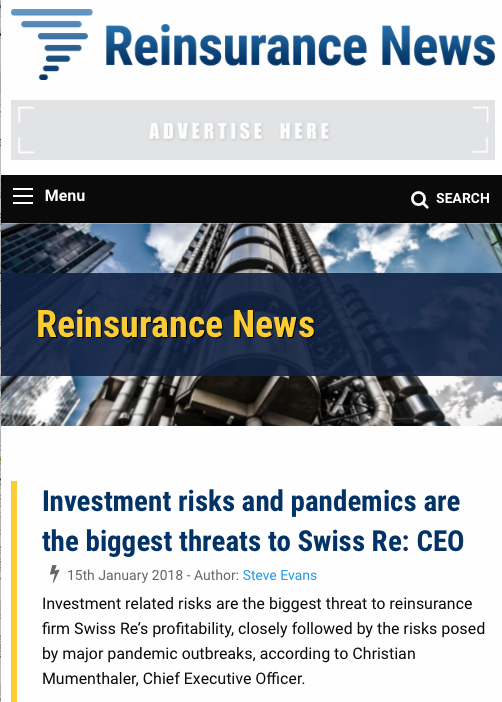 Reinsurance News
ADVERTISE HERE
Menu
SEARCH
Reinsurance News
Investment risks and pandemics are
the biggest threats to Swiss Re: CEO
15th January 2018 - Author: Steve Evans
Investment related risks are the biggest threat to reinsurance
firm Swiss Re’s profitability, closely followed by the risks posed
by major pandemic outbreaks, according to Christian
Mumenthaler, Chief Executive Officer.